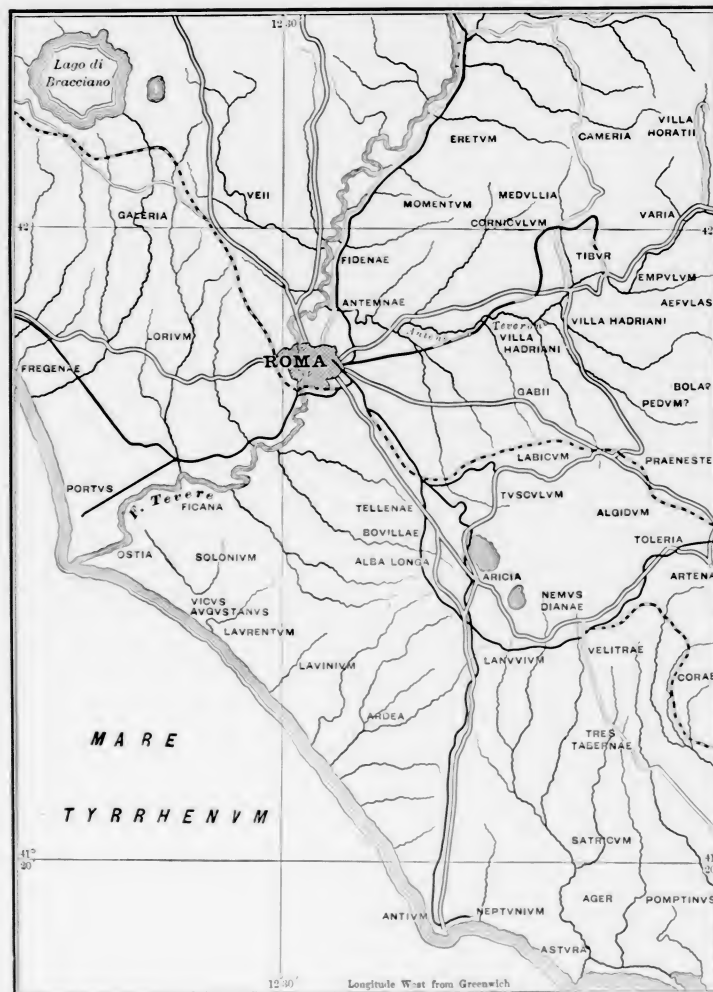 12°30'
Lago di
Bracciano
VILLA
HORATII
ERETVM
CAMERIA
VEII
MEDVLLIA
MOMENTVM
GALERIA
CORNICVLVM
VARIA
42°
42
TIBVR
FIDENAE
EMPVLVM
ANTEMNAE
AEFVLAS
VILLA HADRIANI
LORIVM
VILLA
HADRIANI
ROMA
FREGENAE
BOLA?
GABII
PEDVM?
LABICVM
PRAENESTE
PORTVS
F. Tevere
TVSCVLVM
FICANA
TELLENAE
ALGIDVM
BOVILLAE
TOLERIA
OSTIA
SOLONIVM
ALBA LONGA
ARICIA
ARTENA
NEMVS
DIANAE
VICVS
AVGVSTANVS
LAVRENTVM
VELITRAE
LANVVIVM
LAVINIVM
CORAE
ARDEA
MARE
TRES
TABERNAE
TYRRHENVM
SATRICVM
41°
20
41°
20
AGER
POMPTINVS
ANTIVM
NEPTVNIVM
ASTVRA
12°30'
Longitude West from Greenwich